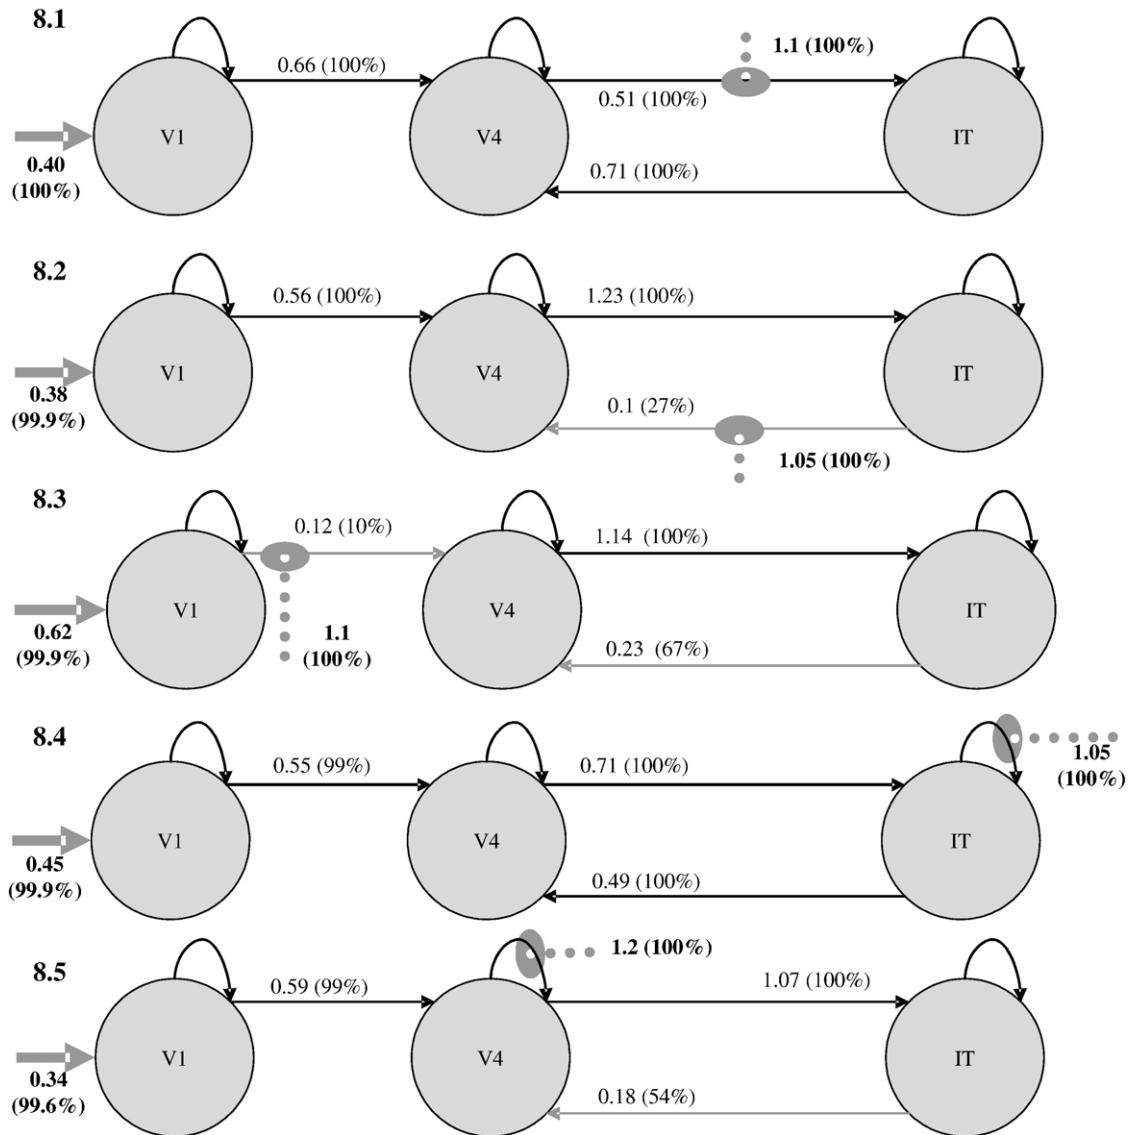 8.1
0.66 (100%)
1.1 (100%)
0.51 (100%)
V1
V4
IT
0.40
(100%)
0.71 (100%)
8.2
0.56 (100%)
1.23 (100%)
V1
V4
IT
0.38
(99.9%)
0.1 (27%)
1.05 (100%)
8.3
0.12 (10%)
1.14 (100%)
V1
V4
IT
0.62
(99.9%)
1.1
(100%)
0.23 (67%)
8.4
0.55 (99%)
0.71 (100%)
1.05
(100%)
V1
V4
IT
0.45
(99.9%)
0.49 (100%)
8.5
1.2 (100%)
0.59 (99%)
1.07 (100%)
V1
V4
IT
0.34
(99.6%)
0.18 (54%)